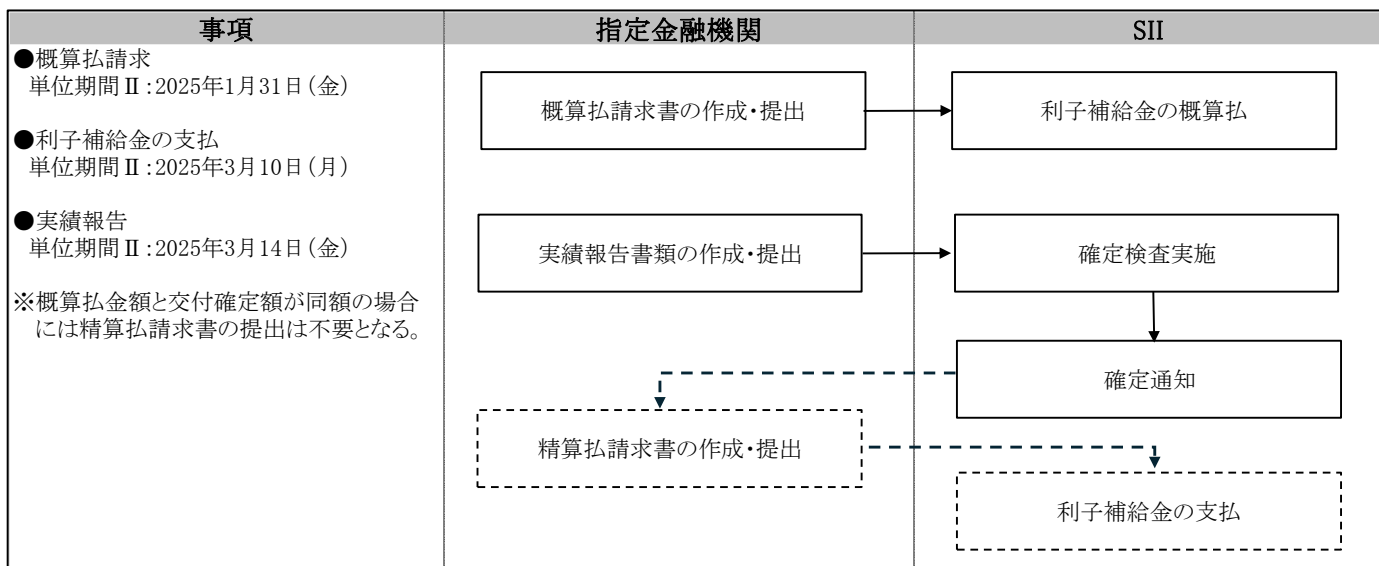 事項
指定金融機関
SII
●概算払請求
単位期間Ⅱ:2025年1月31日(金)
●利子補給金の支払
単位期間Ⅱ:2025年3月10日(月)
●実績報告
単位期間Ⅱ:2025年3月14日(金)
※概算払金額と交付確定額が同額の場合
には精算払請求書の提出は不要となる。
概算払請求書の作成・提出
利子補給金の概算払
実績報告書類の作成・提出
確定検査実施
確定通知
精算払請求書の作成・提出
利子補給金の支払